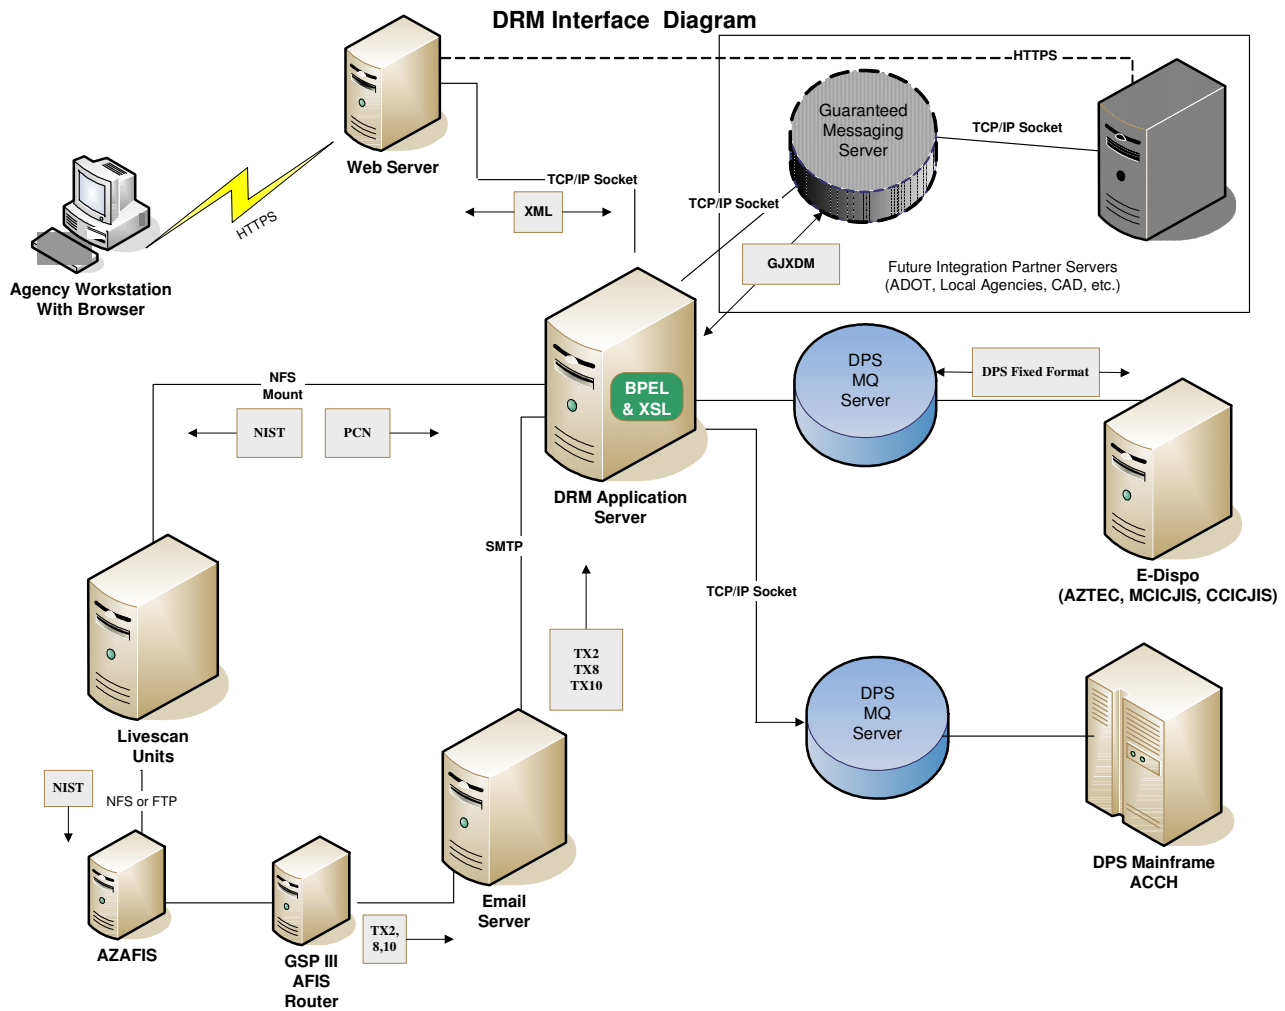 DRM Interface Diagram
HTTPS
Guaranteed
Messaging
Server
TCP/IP Socket
Web Server
TCP/IP Socket
XML
TCP/IP Socket
HTTPS
GJXDM
Future Integration Partner Servers
(ADOT, Local Agencies, CAD, etc.)
Agency Workstation
With Browser
NFS
Mount
NIST
PCN
BPEL
& XSL
DPS
MQ
Server
DPS Fixed Format
DRM Application
Server
SMTP
TCP/IP Socket
E-Dispo
(AZTEC, MCICJIS, CCICJIS)
TX2
TX8
TX10
DPS
MQ
Server
Livescan
Units
NIST
NFS or FTP
DPS Mainframe
ACCH
Email
Server
TX2,
8,10
AZAFIS
GSP III
AFIS
Router